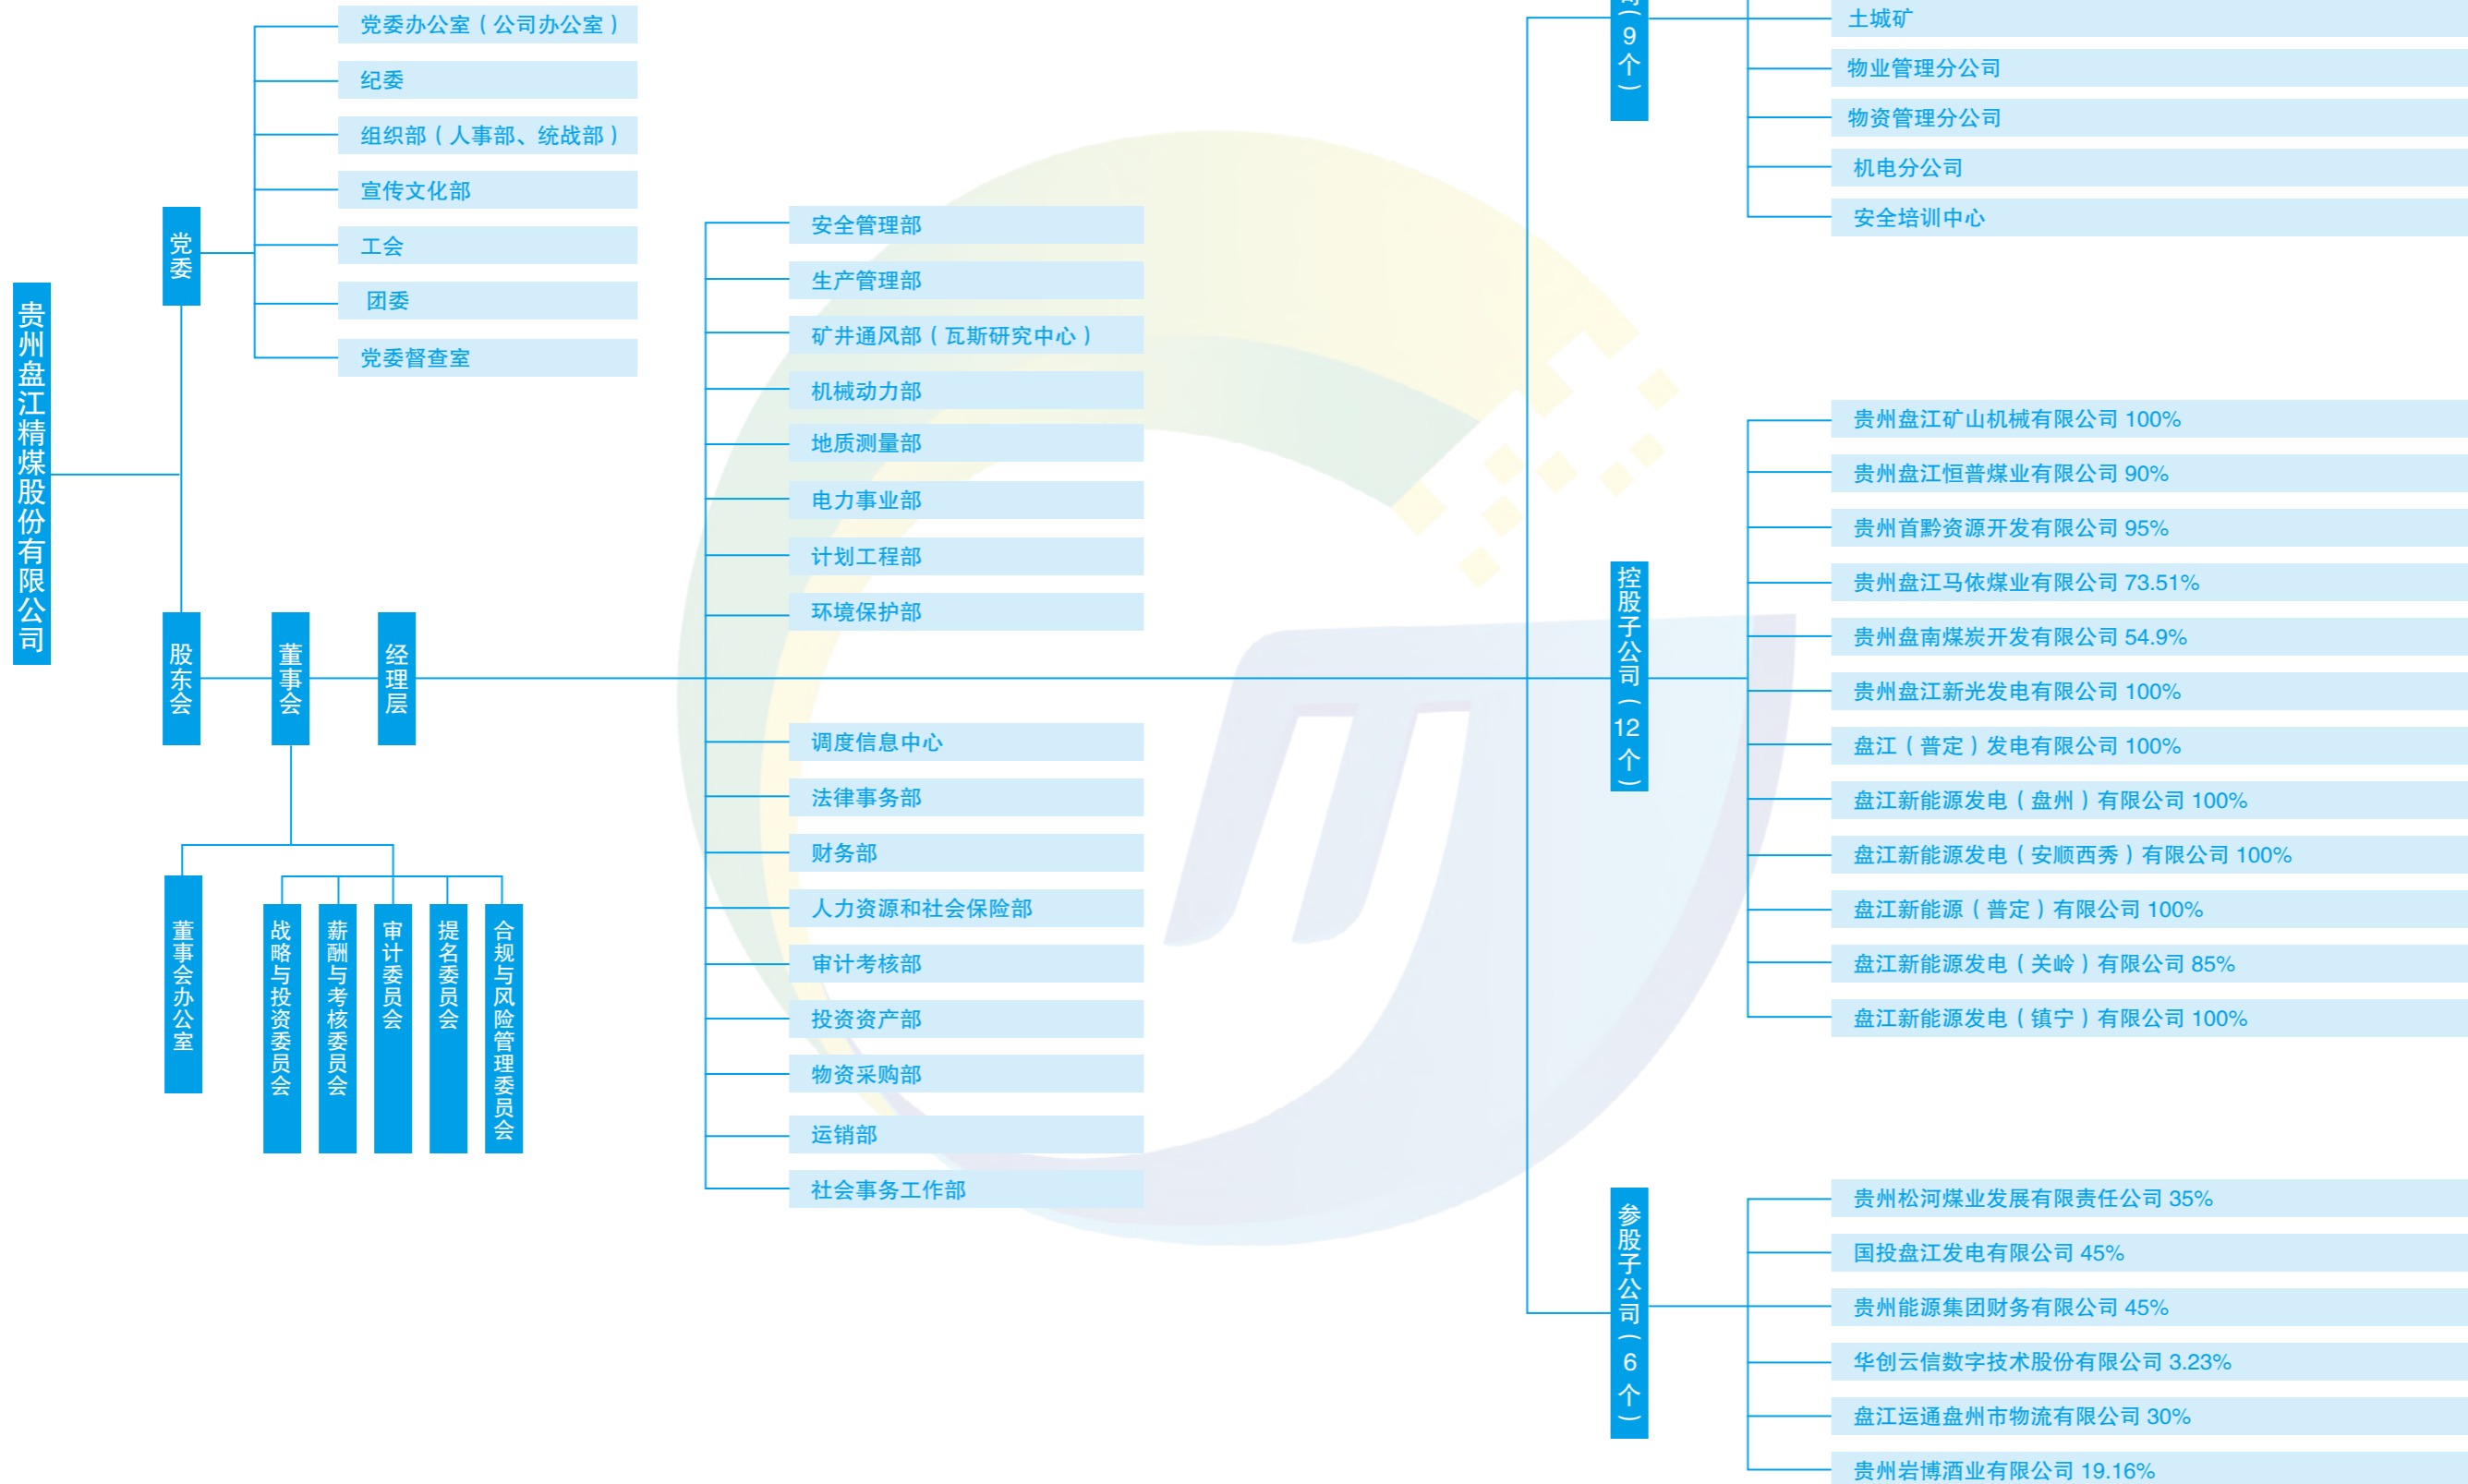 贵州盘江精煤股份有限公司
党委
党委办公室（公司办公室）
纪委
组织部（人事部、统战部）
宣传文化部
工会
团委
党委督查室
股东会
董事会
经理层
董事会办公室
战略与投资委员会
薪酬与考核委员会
审计委员会
提名委员会
合规与风险管理委员会
安全管理部
生产管理部
矿井通风部（瓦斯研究中心）
机械动力部
地质测量部
电力事业部
计划工程部
环境保护部
调度信息中心
法律事务部
财务部
人力资源和社会保险部
审计考核部
投资资产部
物资采购部
运销部
社会事务工作部
（9个）
土城矿
物业管理分公司
物资管理分公司
机电分公司
安全培训中心
控股子公司（12个）
贵州盘江矿山机械有限公司 100%
贵州盘江恒普煤业有限公司 90%
贵州首黔资源开发有限公司 95%
贵州盘江马依煤业有限公司 73.51%
贵州盘南煤炭开发有限公司 54.9%
贵州盘江新光发电有限公司 100%
盘江（普定）发电有限公司 100%
盘江新能源发电（盘州）有限公司 100%
盘江新能源发电（安顺西秀）有限公司 100%
盘江新能源（普定）有限公司 100%
盘江新能源发电（关岭）有限公司 85%
盘江新能源发电（镇宁）有限公司 100%
参股子公司（6个）
贵州松河煤业发展有限责任公司 35%
国投盘江发电有限公司 45%
贵州能源集团财务有限公司 45%
华创云信数字技术股份有限公司 3.23%
盘江运通盘州市物流有限公司 30%
贵州岩博酒业有限公司 19.16%